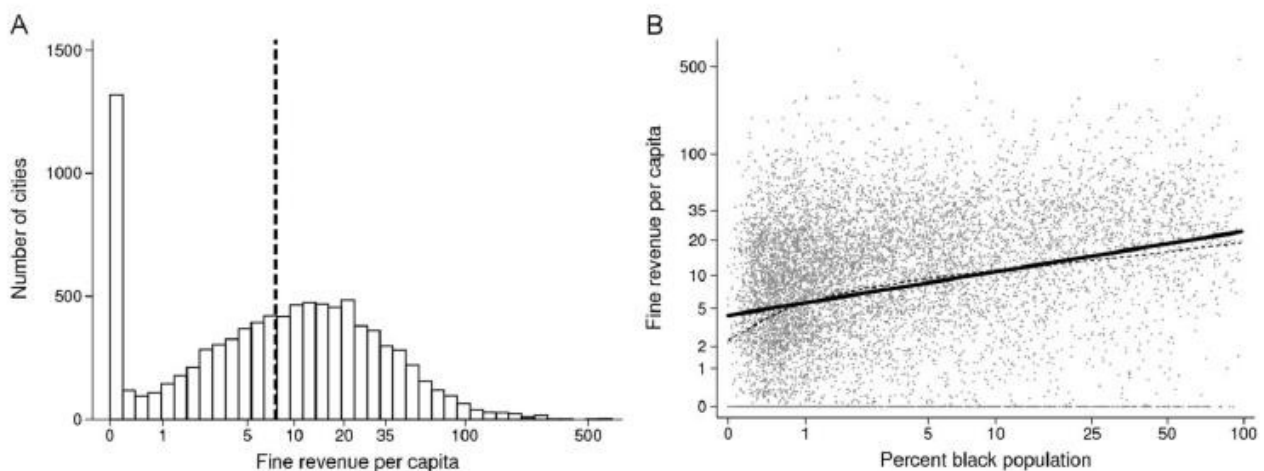 A
Number of cities
1500
1000
500
0
0 1 5 10 20 35 100 500
Fine revenue per capita
B
Fine revenue per capita
500
100
35
20
10
5
2
1
0
0 1 5 10 25 50 100
Percent black population